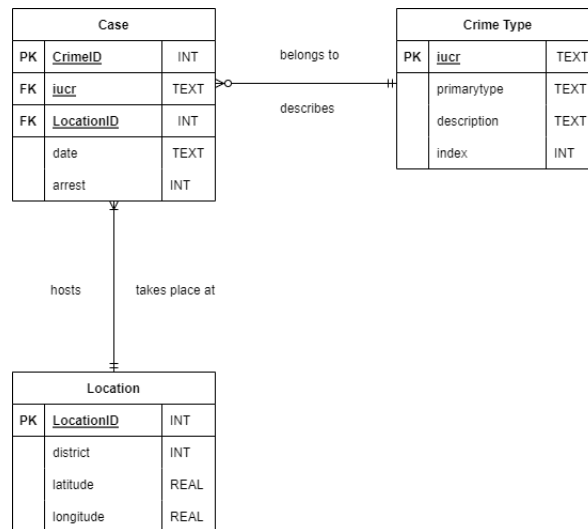 Case
PK CrimeID INT
FK iucr TEXT
FK LocationID INT
date TEXT
arrest INT
belongs to
describes
Crime Type
PK iucr TEXT
primarytype TEXT
description TEXT
index INT
hosts
takes place at
Location
PK LocationID INT
district INT
latitude REAL
longitude REAL